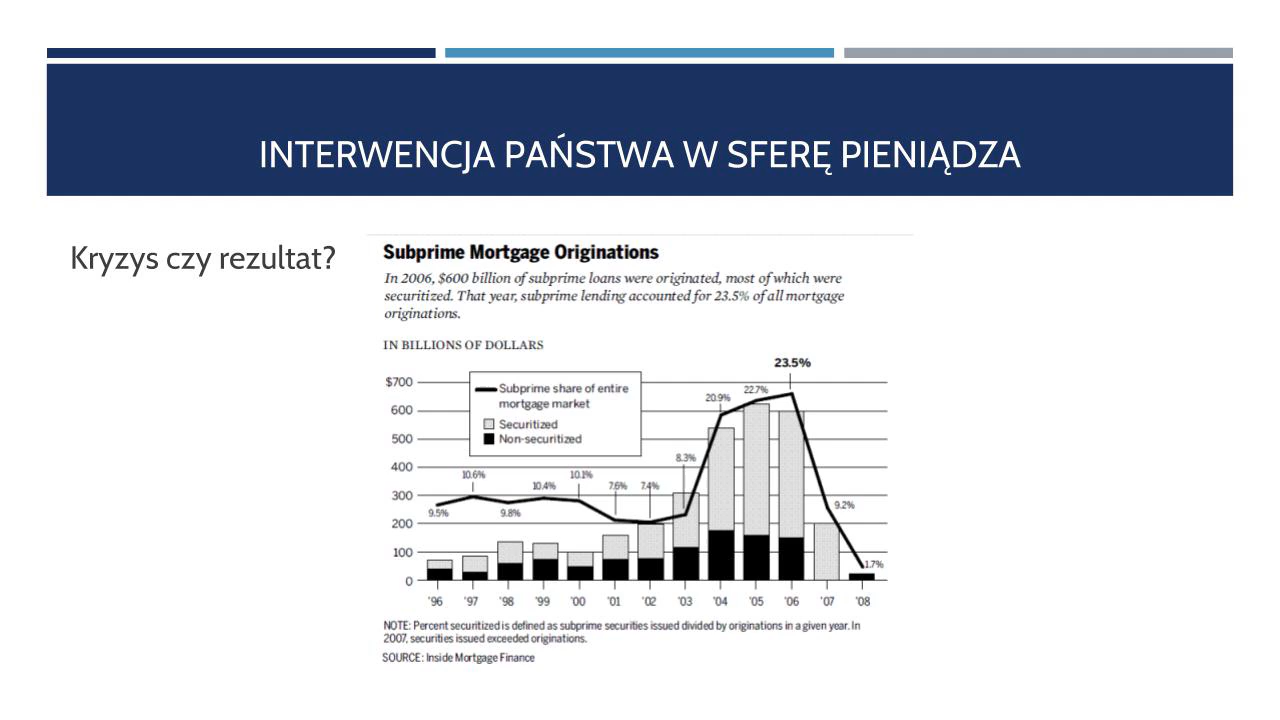 INTERWENCJA PAŃSTWA W SFERĘ PIENIĄDZA
Kryzys czy rezultat?
Subprime Mortgage Originations
In 2006, $600 billion of subprime loans were originated, most of which were
securitized. That year, subprime lending accounted for 23.5% of all mortgage
originations.
IN BILLIONS OF DOLLARS
23.5%
$700
600
500
400
300
200
100
0
Subprime share of entire
mortgage market
Securitized
Non-securitized
9.5%
10.6%
9.8%
10.4%
10.1%
7.6%
7.4%
8.3%
20.9%
22.7%
9.2%
1.7%
'96 '97 '98 '99 '00 '01 '02 '03 '04 '05 '06 '07 '08
NOTE: Percent securitized is defined as subprime securities issued divided by originations in a given year. In
2007, securities issued exceeded originations.
SOURCE: Inside Mortgage Finance